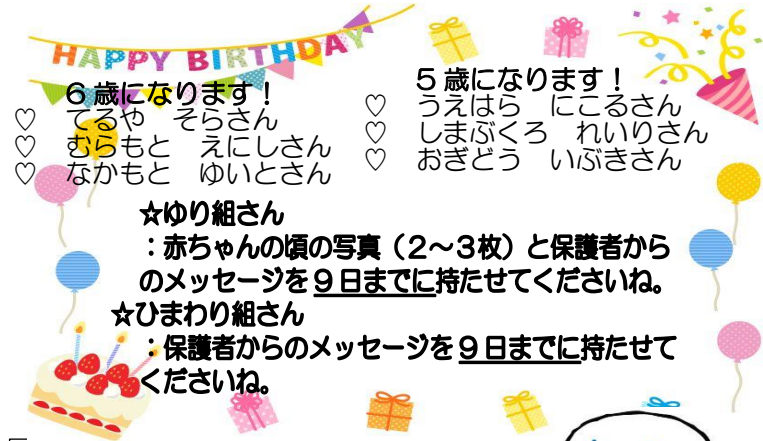 HAPPY BIRTHDAY
６歳になります！
♡　てるや　そらさん
♡　むらもと　えにしさん
♡　なかもと　ゆいとさん
５歳になります！
♡　うえはら　にこるさん
♡　しまぶくろ　れいりさん
♡　おぎどう　いぶきさん
☆ゆり組さん
：赤ちゃんの頃の写真（２～３枚）と保護者から
のメッセージを９日までに持たせてくださいね。
☆ひまわり組さん
：保護者からのメッセージを９日までに持たせて
くださいね。